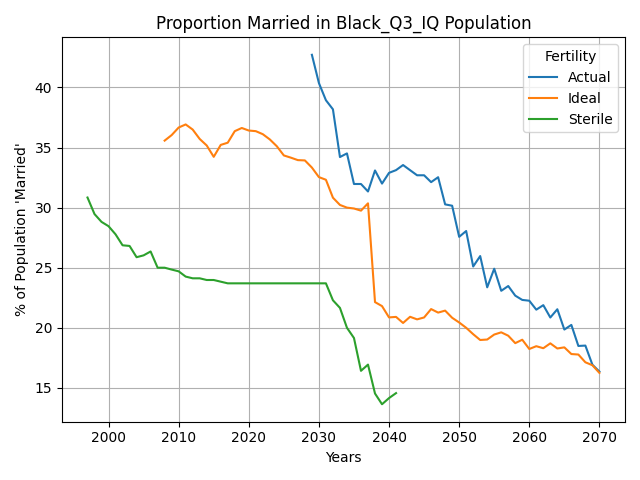 Proportion Married in Black_Q3_IQ Population
% of Population 'Married'
40
35
30
25
20
15
Fertility
Actual
Ideal
Sterile
2000 2010 2020 2030 2040 2050 2060 2070
Years